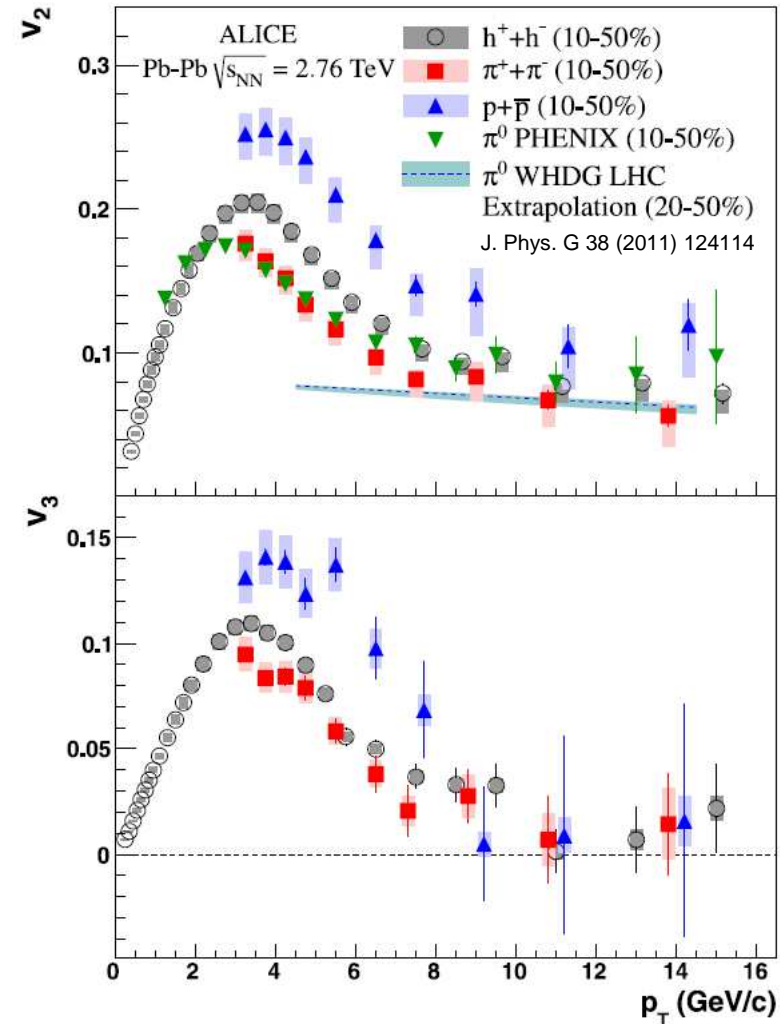 v₂
ALICE
Pb-Pb √sNN = 2.76 TeV
h⁺+h⁻ (10-50%)
π⁺+π⁻ (10-50%)
p+p̅ (10-50%)
π⁰ PHENIX (10-50%)
π⁰ WHDG LHC
Extrapolation (20-50%)
J. Phys. G 38 (2011) 124114
0.3
0.2
0.1
v₃
0.15
0.1
0.05
0
0 2 4 6 8 10 12 14 16
p_T (GeV/c)